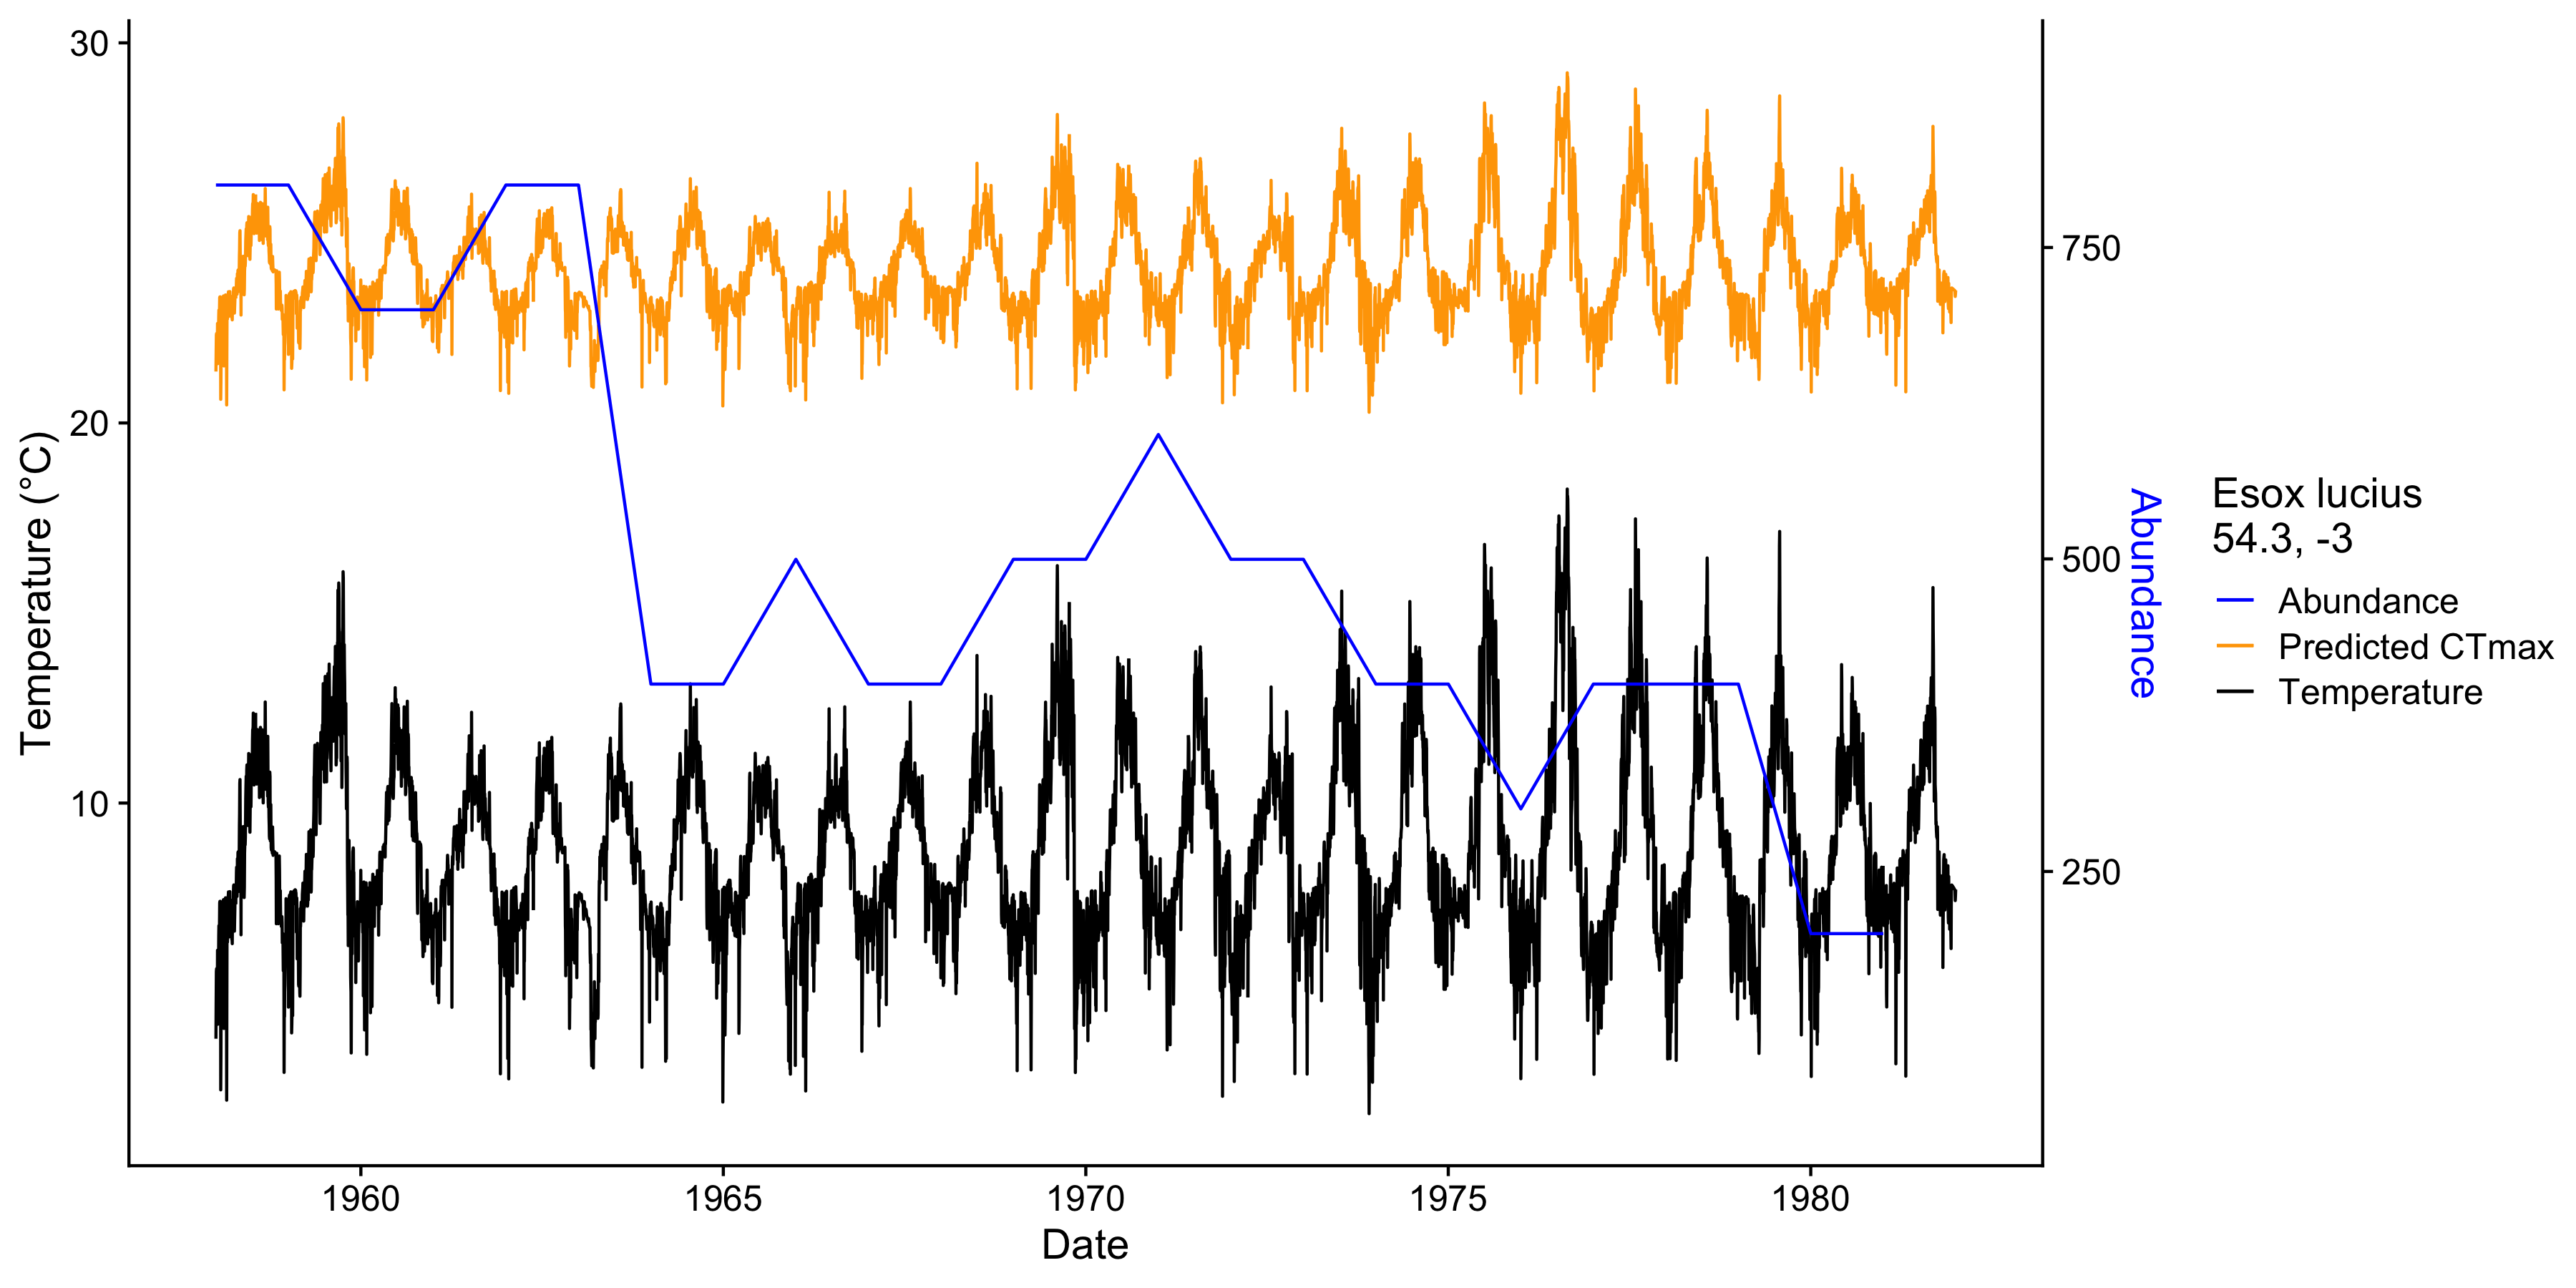 30
20
10
Temperature (°C)
1960
1965
1970
1975
1980
Date
750
500
250
Abundance
Esox lucius
54.3, -3
Abundance
Predicted CTmax
Temperature